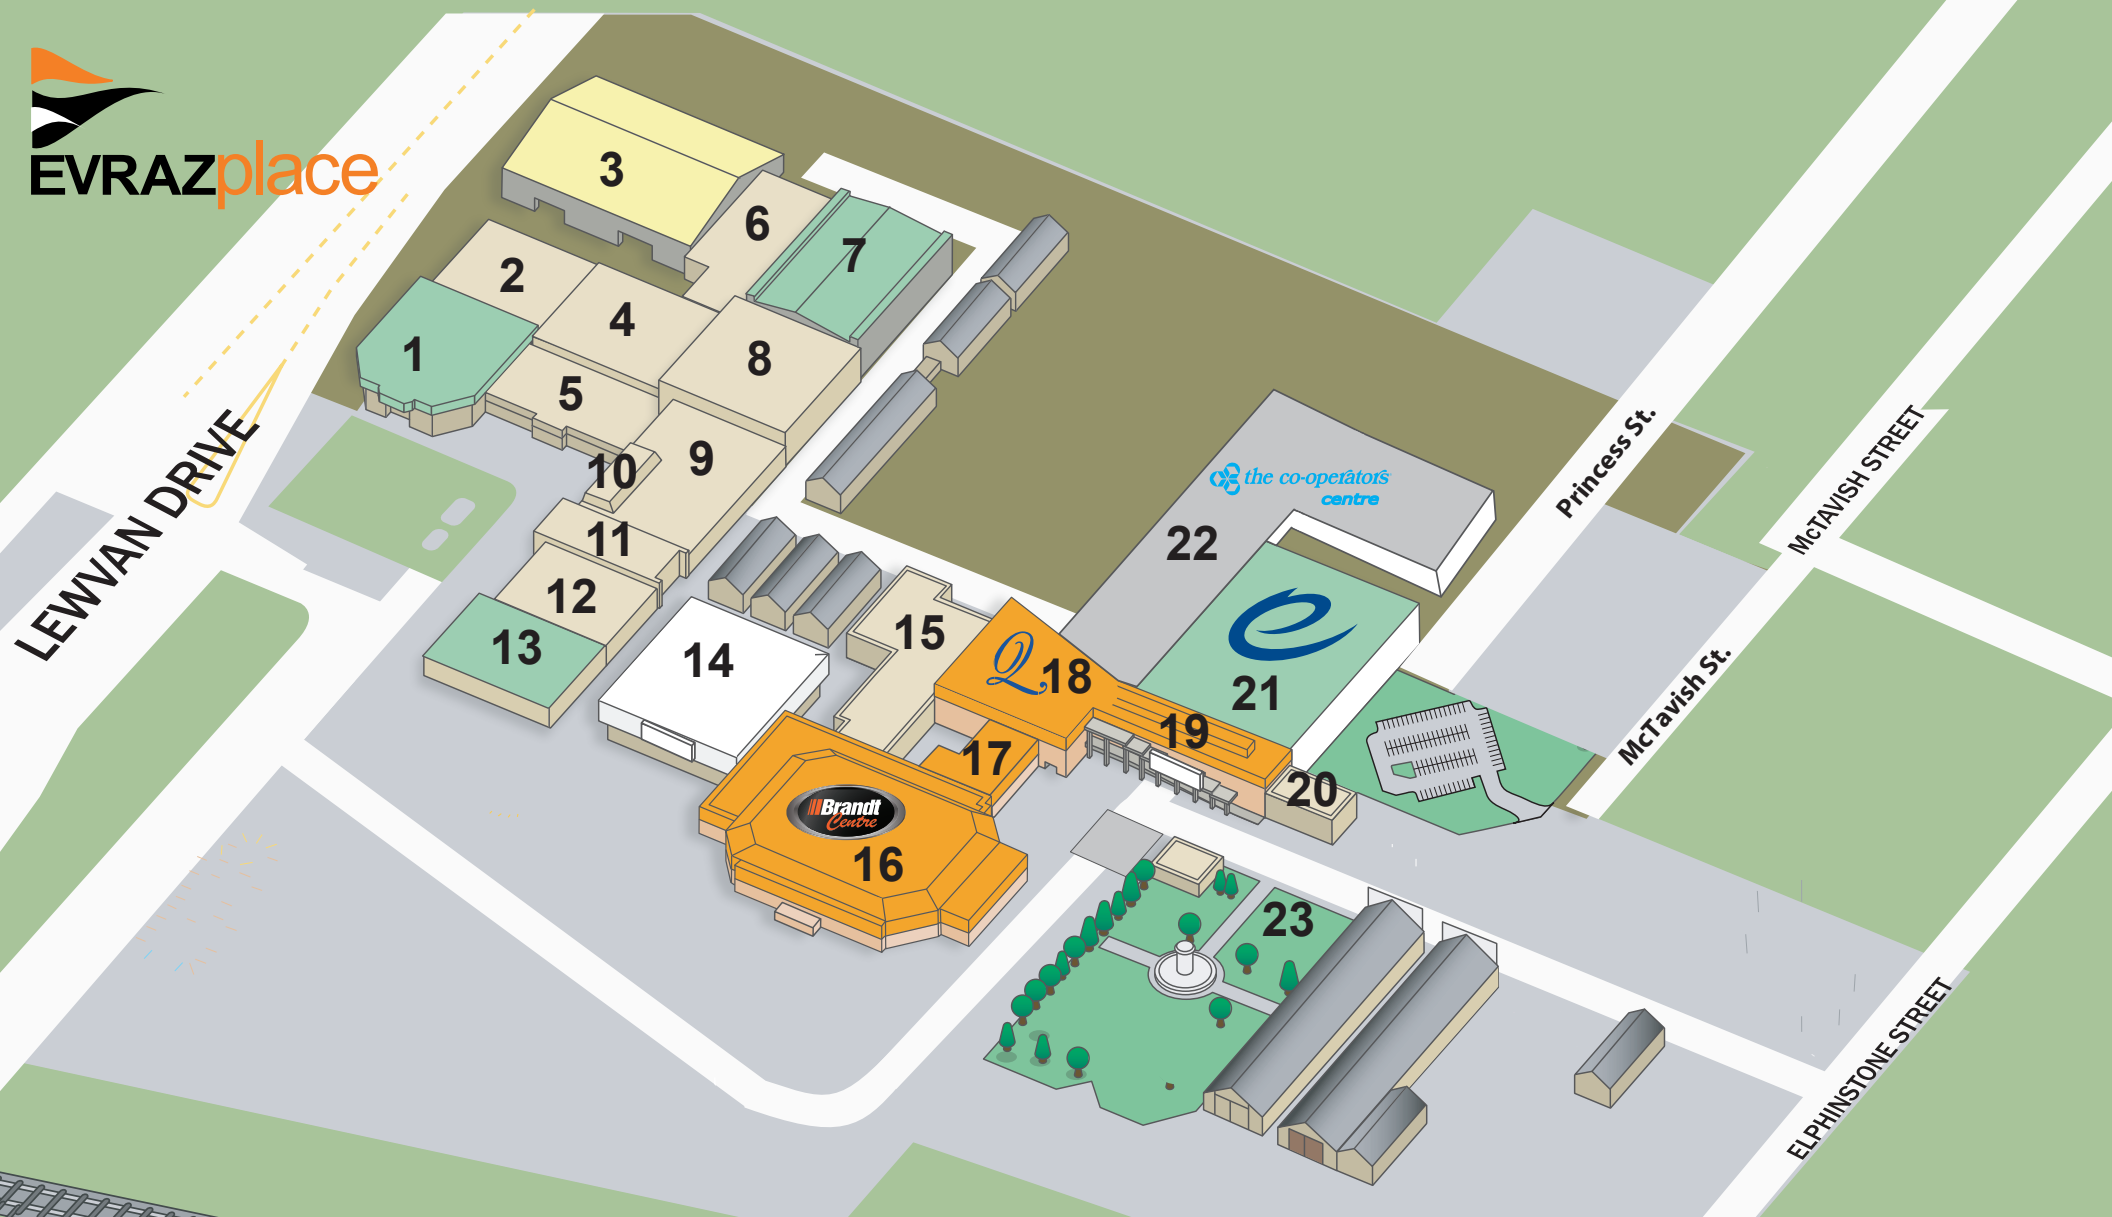 EVRAZplace
3
6
7
2
4
1
8
5
LEWVAN DRIVE
9
10
11
12
13
14
15
the co-operators
centre
22
Princess St.
McTAVISH STREET
e
21
Q
18
19
17
20
McTavish St.
Brandt
Centre
16
23
ELPHINSTONE STREET